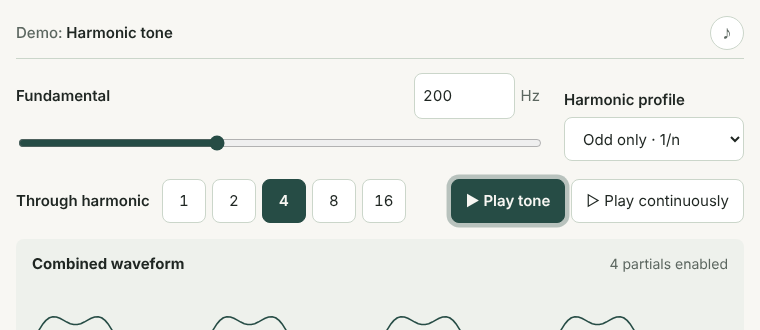 Demo: Harmonic tone
♪
Fundamental
200 Hz
Harmonic profile
Odd only · 1/n
Through harmonic 1 2 4 8 16
▶ Play tone
▷ Play continuously
Combined waveform
4 partials enabled